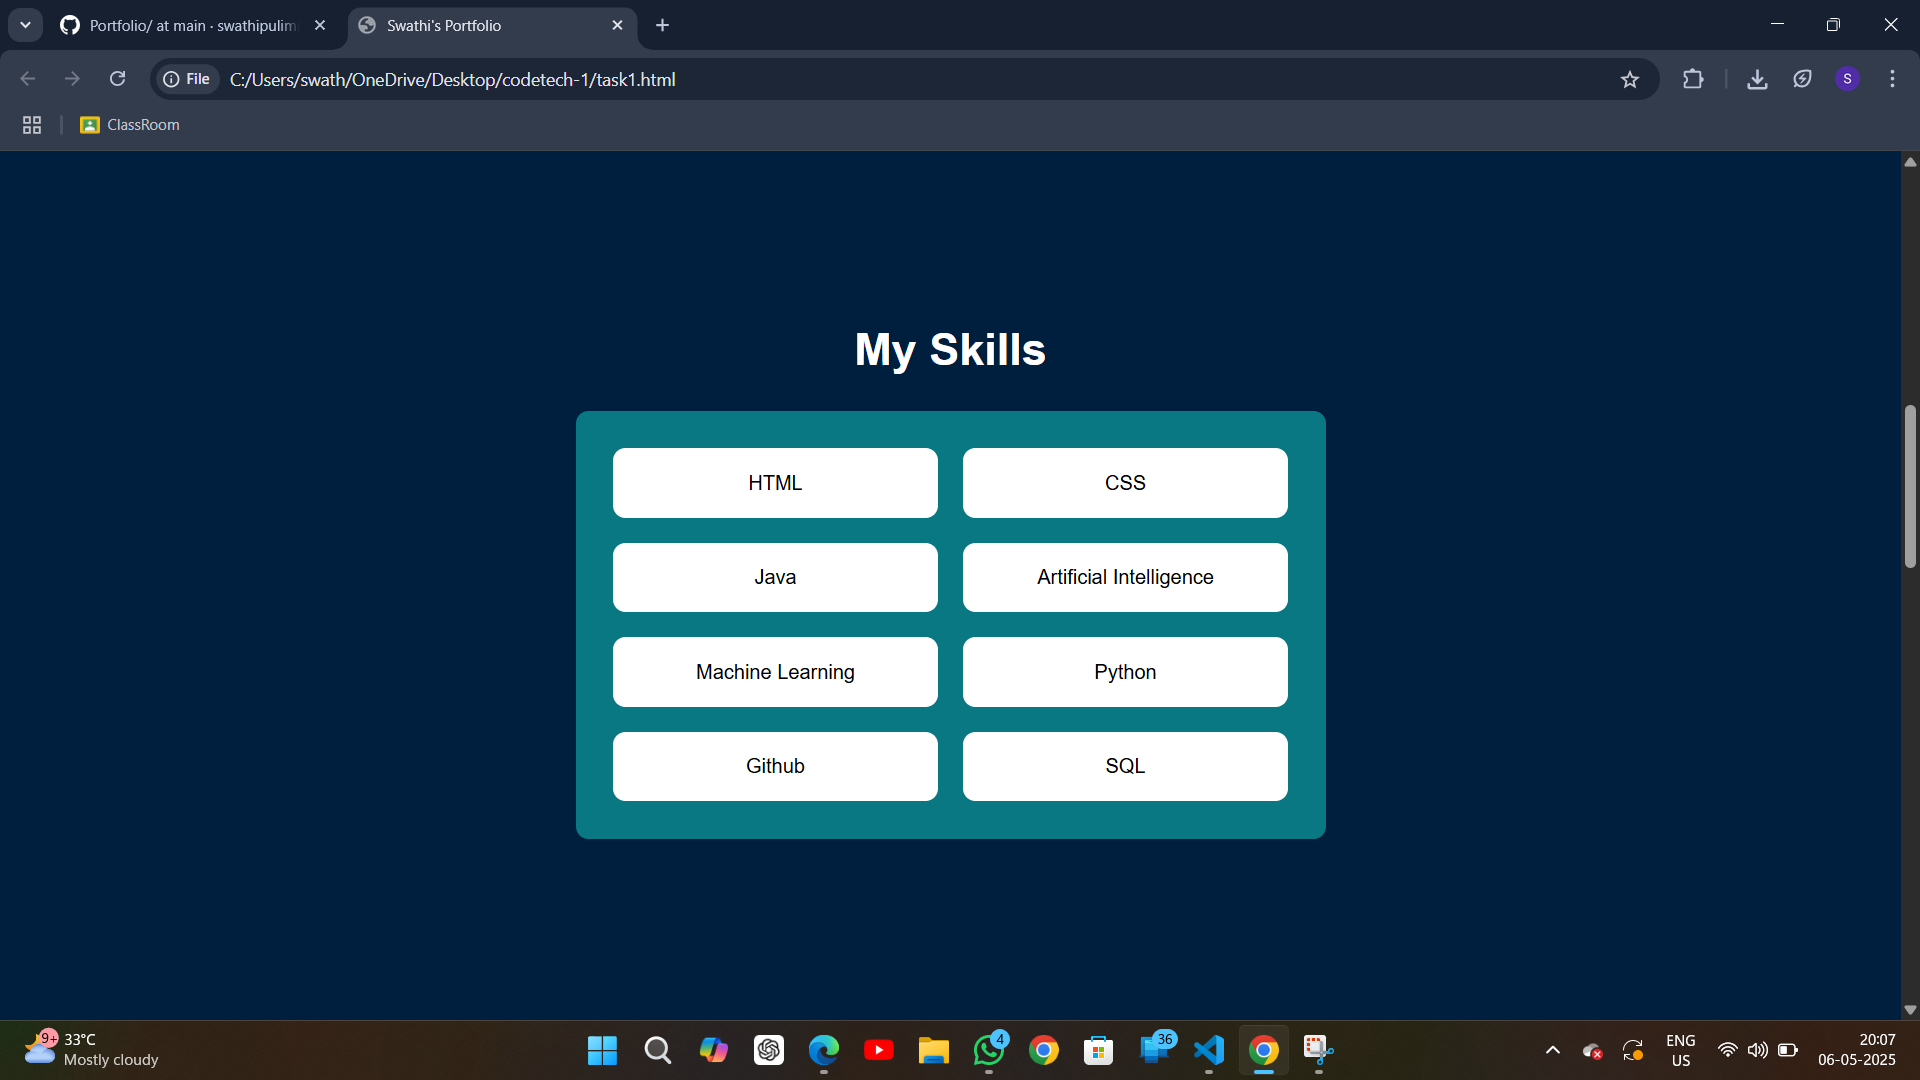 Portfolio/ at main · swathipulim
Swathi's Portfolio
File
C:/Users/swath/OneDrive/Desktop/codetech-1/task1.html
S
ClassRoom
My Skills
HTML
CSS
Java
Artificial Intelligence
Machine Learning
Python
Github
SQL
9+
33°C
Mostly cloudy
4
36
ENG
US
20:07
06-05-2025